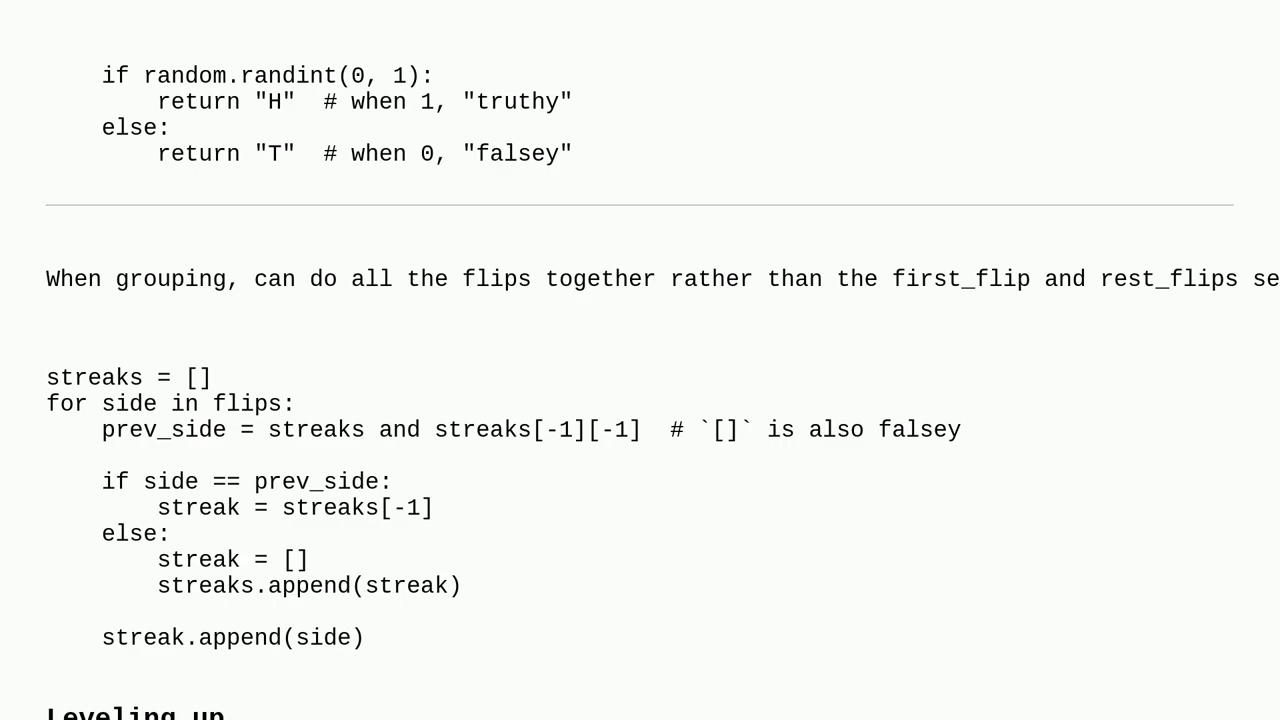 if random.randint(0, 1):
return "H"  # when 1, "truthy"
else:
return "T"  # when 0, "falsey"
When grouping, can do all the flips together rather than the first_flip and rest_flips se
streaks = []
for side in flips:
prev_side = streaks and streaks[-1][-1]  # `[]` is also falsey
if side == prev_side:
streak = streaks[-1]
else:
streak = []
streaks.append(streak)
streak.append(side)
Leveling up